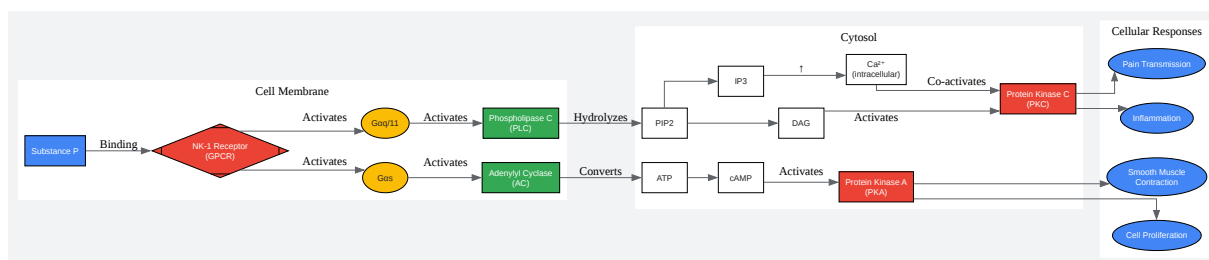 Cellular Responses
Cytosol
Cell Membrane
Substance P
Binding
NK-1 Receptor
(GPCR)
Activates
Gαq/11
Activates
Phospholipase C
(PLC)
Hydrolyzes
PIP2
IP3
↑
Ca²⁺
(intracellular)
Co-activates
DAG
Activates
Protein Kinase C
(PKC)
Pain Transmission
Inflammation
Activates
Gαs
Activates
Adenylyl Cyclase
(AC)
Converts
ATP
cAMP
Activates
Protein Kinase A
(PKA)
Smooth Muscle
Contraction
Cell Proliferation